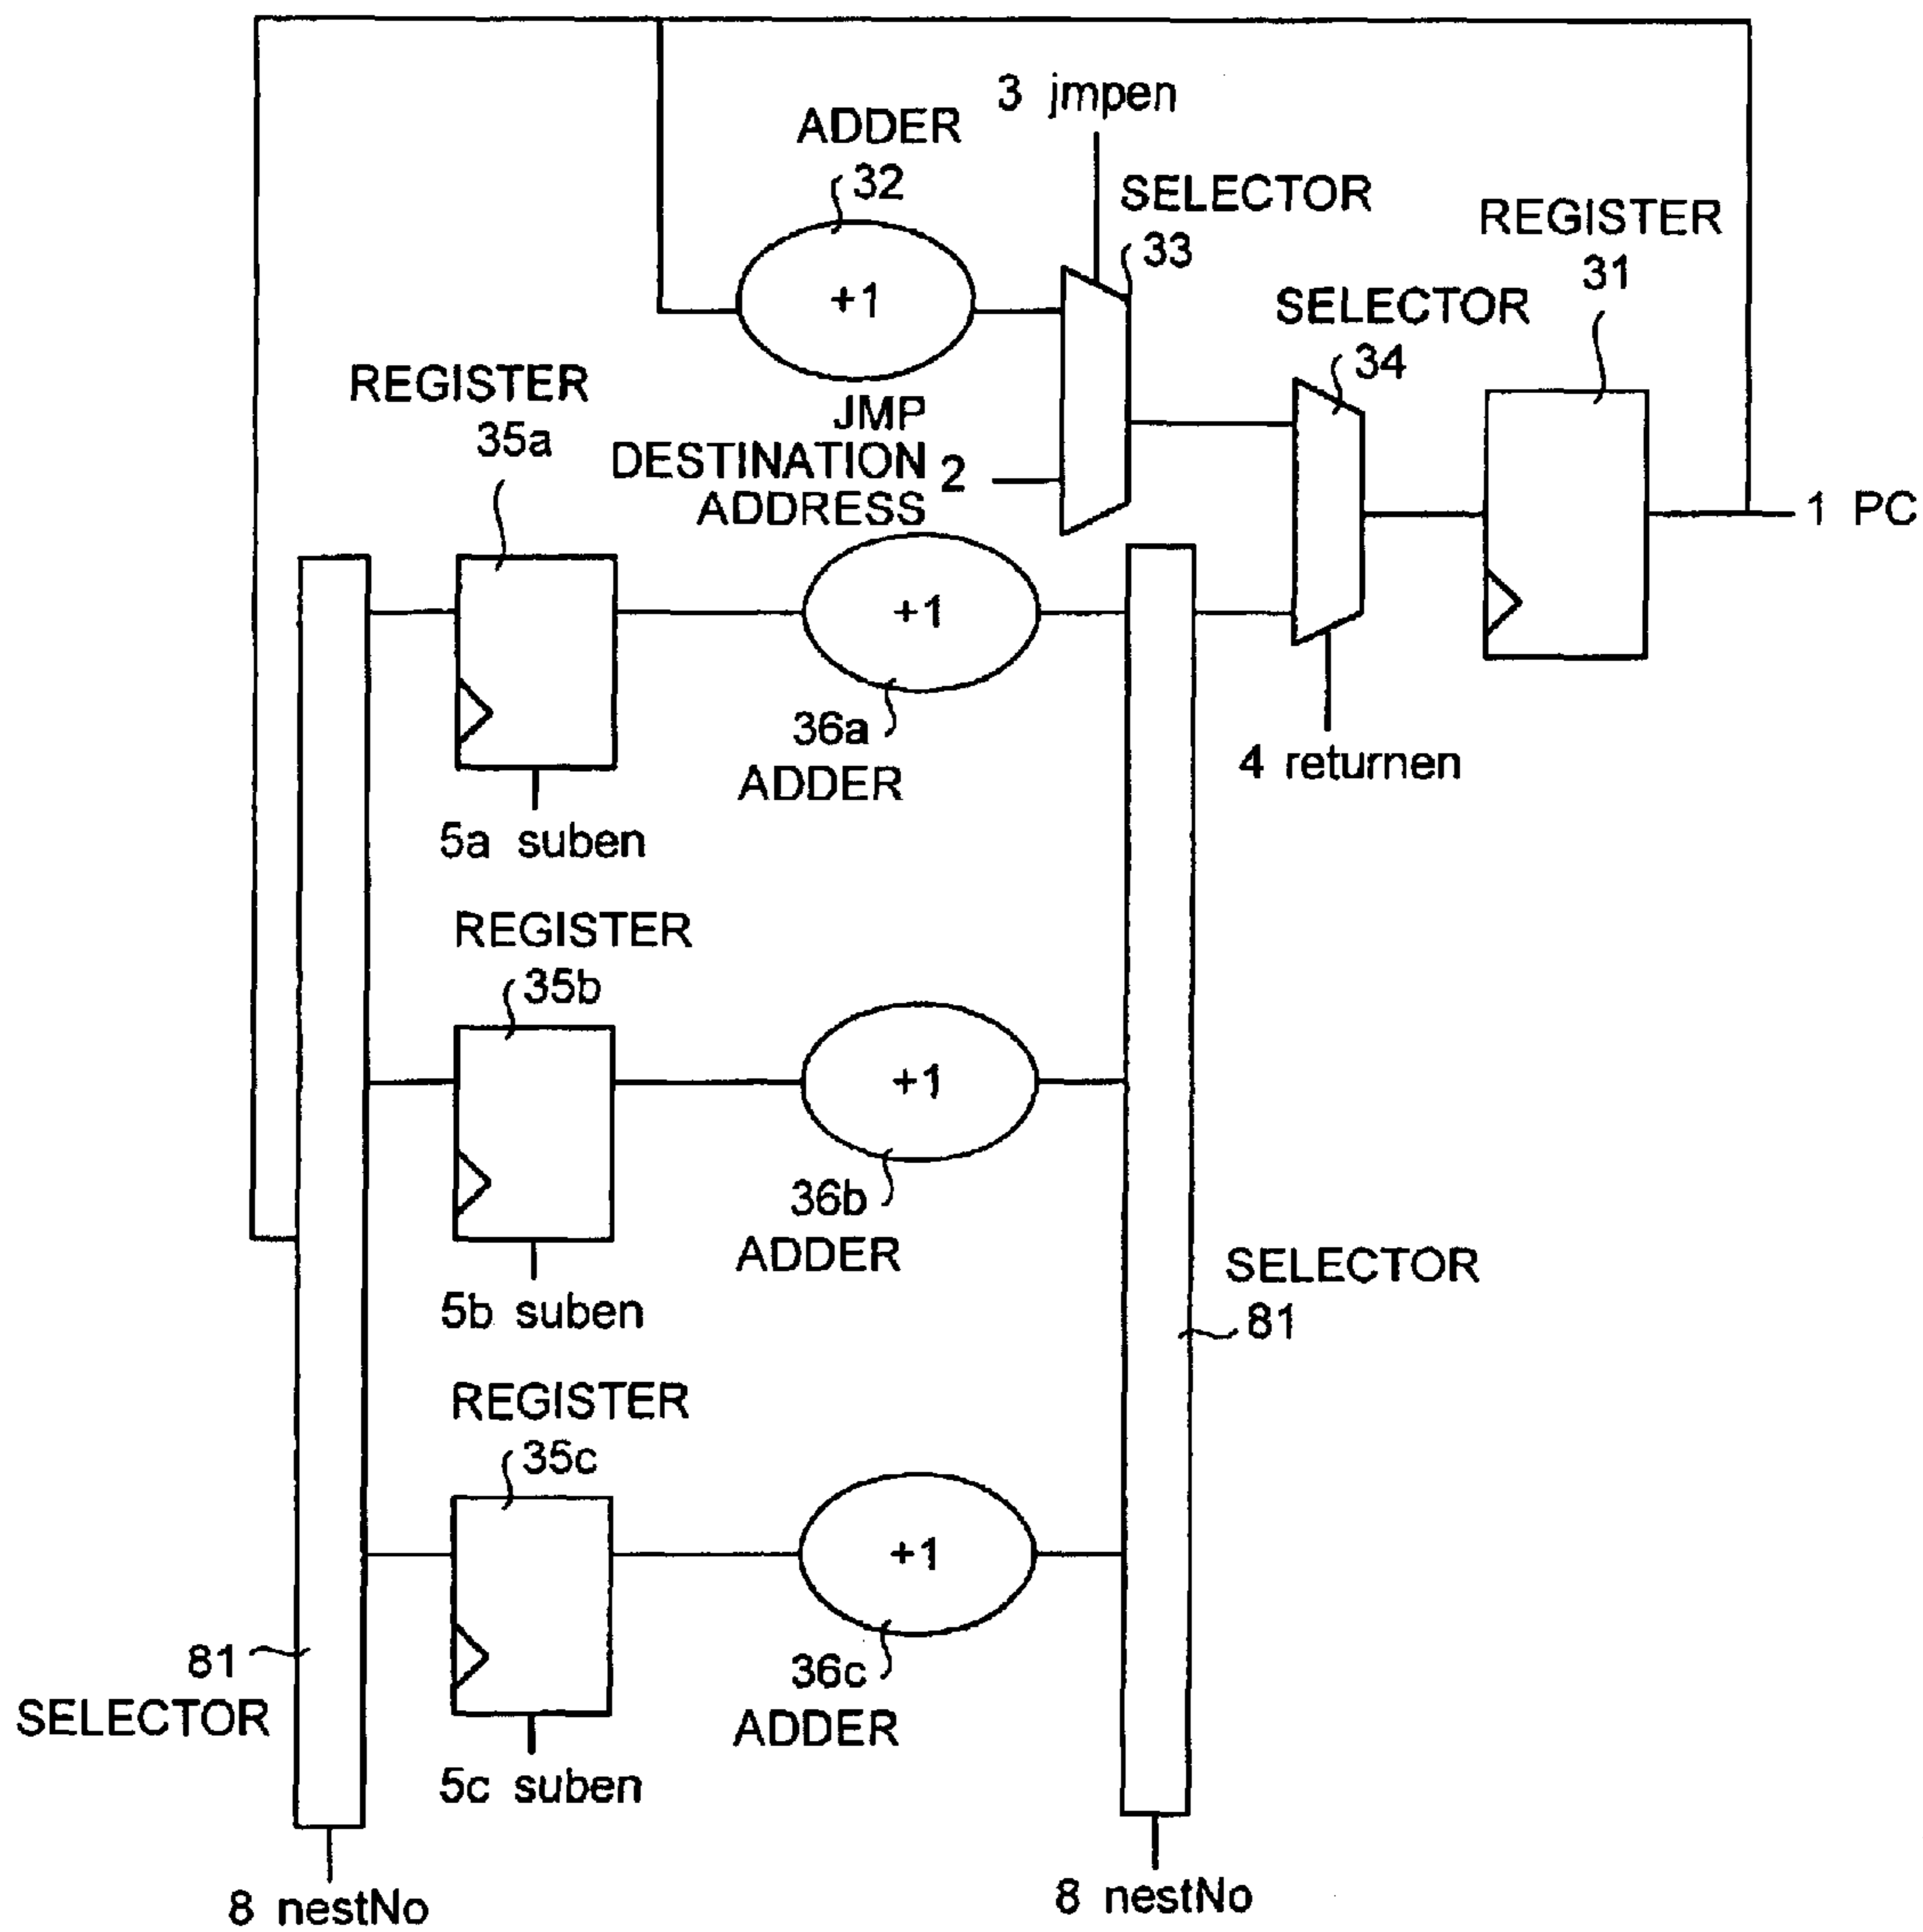 3 jmpen
ADDER
32
SELECTOR
33
REGISTER
31
SELECTOR
34
+1
REGISTER
35a
JMP
DESTINATION 2
ADDRESS
1 PC
+1
36a
ADDER
4 returnen
5a suben
REGISTER
35b
+1
36b
ADDER
5b suben
SELECTOR
81
REGISTER
35c
+1
36c
ADDER
81
SELECTOR
5c suben
8 nestNo
8 nestNo